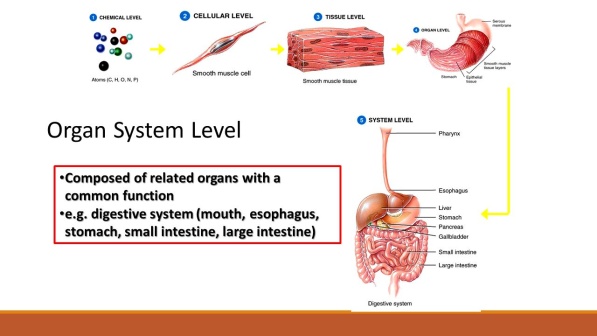 1 CHEMICAL LEVEL
Atoms (C, H, O, N, P)
2 CELLULAR LEVEL
Smooth muscle cell
3 TISSUE LEVEL
Smooth muscle tissue
4 ORGAN LEVEL
Serous
membrane
Smooth muscle
tissue layers
Stomach
Epithelial
tissue
Organ System Level
•Composed of related organs with a
common function
•e.g. digestive system (mouth, esophagus,
stomach, small intestine, large intestine)
5 SYSTEM LEVEL
Pharynx
Esophagus
Liver
Stomach
Pancreas
Gallbladder
Small intestine
Large intestine
Digestive system